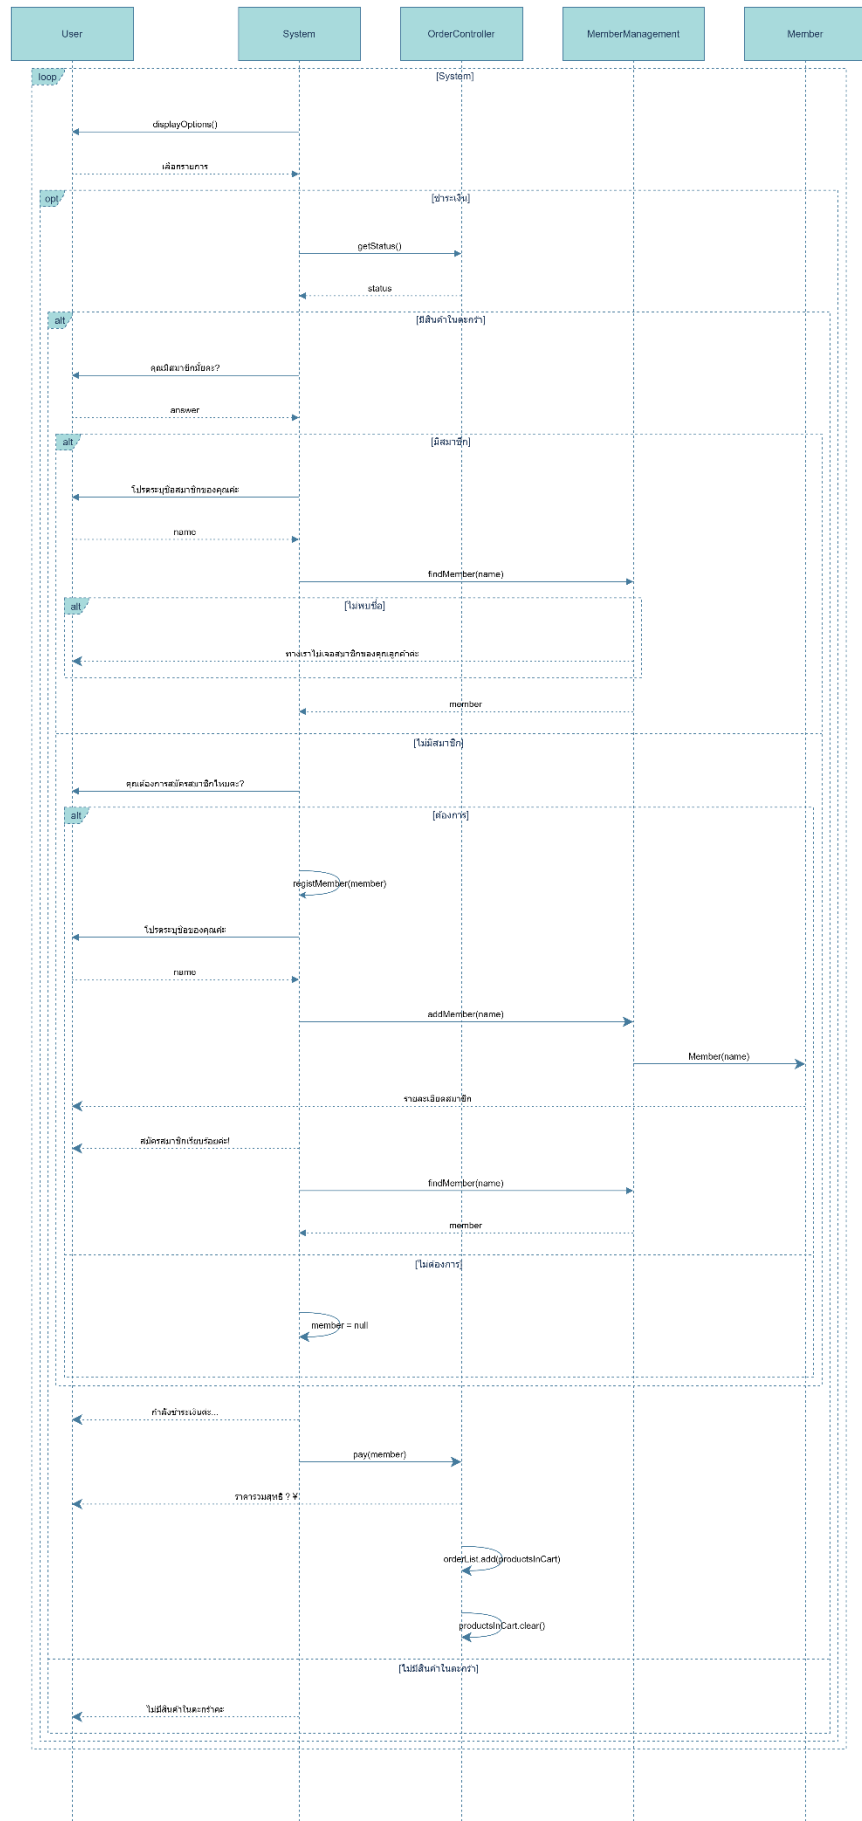 User
System
OrderController
MemberManagement
Member
loop
[System]
displayOptions()
เลือกรายการ
opt
[ชำระเงิน]
getStatus()
status
alt
[มีสินค้าในตะกร้า]
คุณมีสมาชิกมั้ยคะ?
answer
alt
[มีสมาชิก]
โปรดระบุชื่อสมาชิกของคุณค่ะ
name
findMember(name)
alt
[ไม่พบชื่อ]
ทางเราไม่เจอสมาชิกของคุณลูกค้าค่ะ
member
[ไม่มีสมาชิก]
คุณต้องการสมัครสมาชิกไหมคะ?
alt
[ต้องการ]
registMember(member)
โปรดระบุชื่อของคุณค่ะ
name
addMember(name)
Member(name)
รายละเอียดสมาชิก
สมัครสมาชิกเรียบร้อยค่ะ!
findMember(name)
member
[ไม่ต้องการ]
member = null
กำลังชำระเงินค่ะ...
pay(member)
ราคารวมสุทธิ ? ฿
orderList.add(productsInCart)
productsInCart.clear()
[ไม่มีสินค้าในตะกร้า]
ไม่มีสินค้าในตะกร้าค่ะ